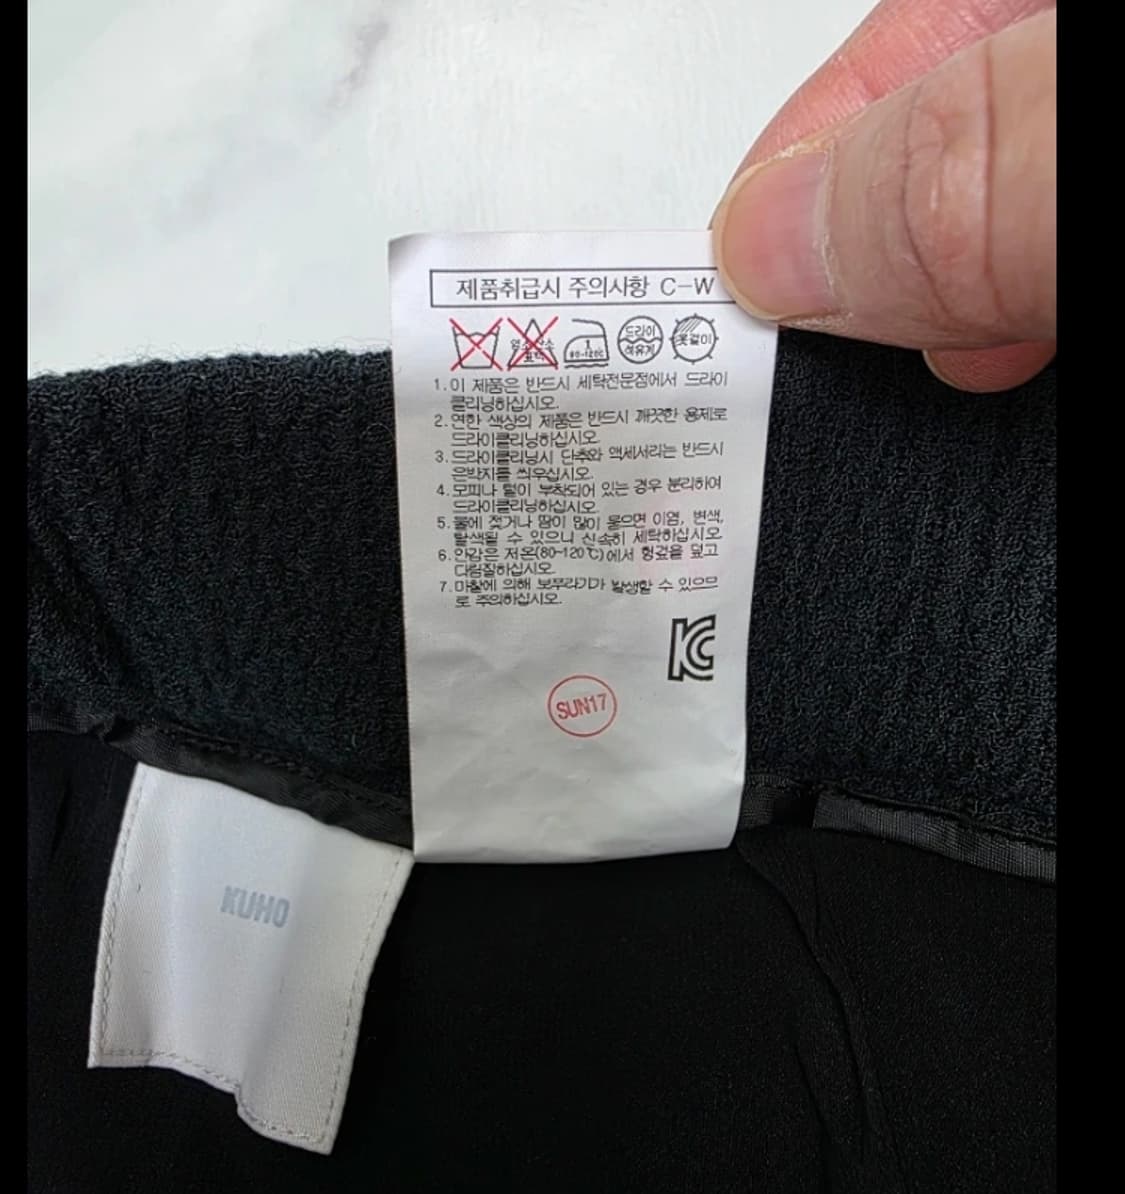 제품취급시 주의사항 C-W
염소산소
표백
1
80-120℃
드라이
석유계
옷걸이
1. 이 제품은 반드시 세탁전문점에서 드라이
클리닝하십시오.
2. 연한 색상의 제품은 반드시 깨끗한 용제로
드라이클리닝하십시오.
3. 드라이클리닝시 단추와 액세서리는 반드시
은박지를 씌우십시오.
4. 모피나 털이 부착되어 있는 경우 분리하여
드라이클리닝하십시오.
5. 물에 젖거나 땀이 많이 묻으면 이염, 변색,
탈색될 수 있으니 신속히 세탁하십시오.
6. 안감은 저온(80-120℃)에서 헝겊을 덮고
다림질하십시오.
7. 마찰에 의해 보푸라기가 발생할 수 있으므
로 주의하십시오.
KC
SUN17
KUHO